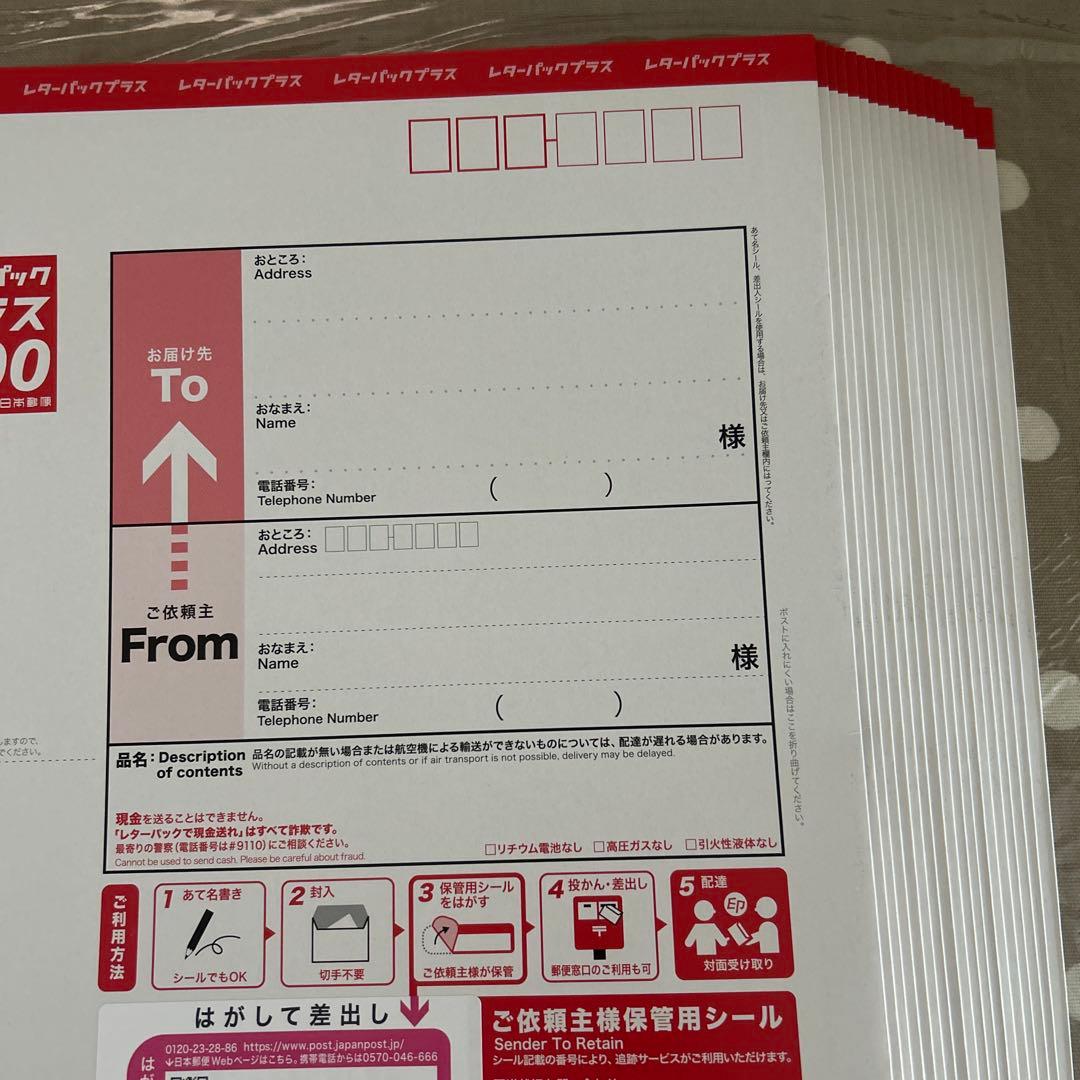 レターパックプラス レターパックプラス レターパックプラス レターパックプラス レターパックプラス
パック
ラス
00
日本郵便
お届け先
To
おところ:
Address
おなまえ:
Name
様
電話番号:
Telephone Number ( )
あて名シール、差出人シールを使用する場合は、お届け先又はご依頼主欄内にはってください。
ご依頼主
From
おところ:
Address
おなまえ:
Name
様
電話番号:
Telephone Number ( )
ポストに入れにくい場合はここを折り曲げてください。
しますので、
でください。
品名:Description
of contents
品名の記載が無い場合または航空機による輸送ができないものについては、配達が遅れる場合があります。
Without a description of contents or if air transport is not possible, delivery may be delayed.
現金を送ることはできません。
「レターパックで現金送れ」はすべて詐欺です。
最寄りの警察(電話番号は#9110)にご相談ください。
Cannot be used to send cash. Please be careful about fraud.
□リチウム電池なし □高圧ガスなし □引火性液体なし
ご利用方法
1 あて名書き
シールでもOK
2 封入
切手不要
3 保管用シール
をはがす
ご依頼主様が保管
4 投かん・差出し
〒
郵便窓口のご利用も可
5 配達
対面受け取り
はがして差出し
はが
0120-23-28-86 https://www.post.japanpost.jp/
↓日本郵便Webページはこちら。携帯電話からは0570-046-666
ご依頼主様保管用シール
Sender To Retain
シール記載の番号により、追跡サービスがご利用いただけます。